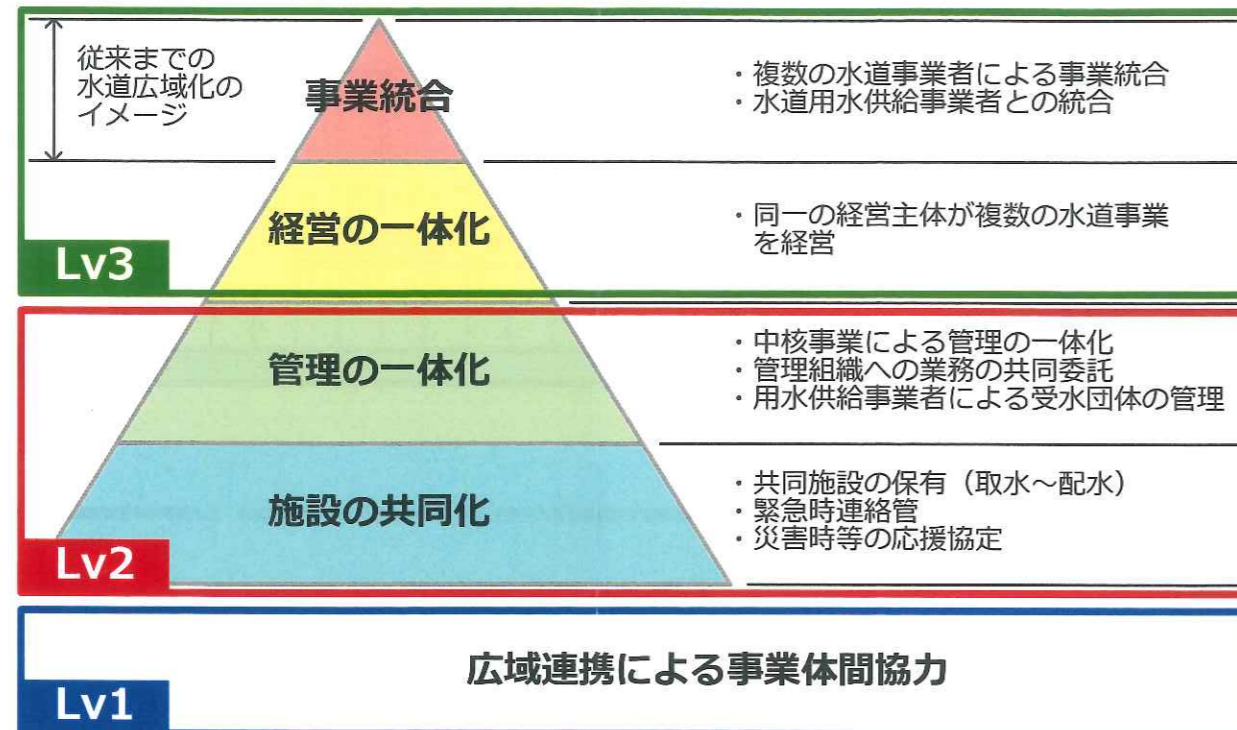 従来までの
水道広域化の
イメージ
事業統合
・複数の水道事業者による事業統合
・水道用水供給事業者との統合
経営の一体化
・同一の経営主体が複数の水道事業
を経営
Lv3
管理の一体化
・中核事業による管理の一体化
・管理組織への業務の共同委託
・用水供給事業者による受水団体の管理
施設の共同化
・共同施設の保有（取水～配水）
・緊急時連絡管
・災害時等の応援協定
Lv2
広域連携による事業体間協力
Lv1